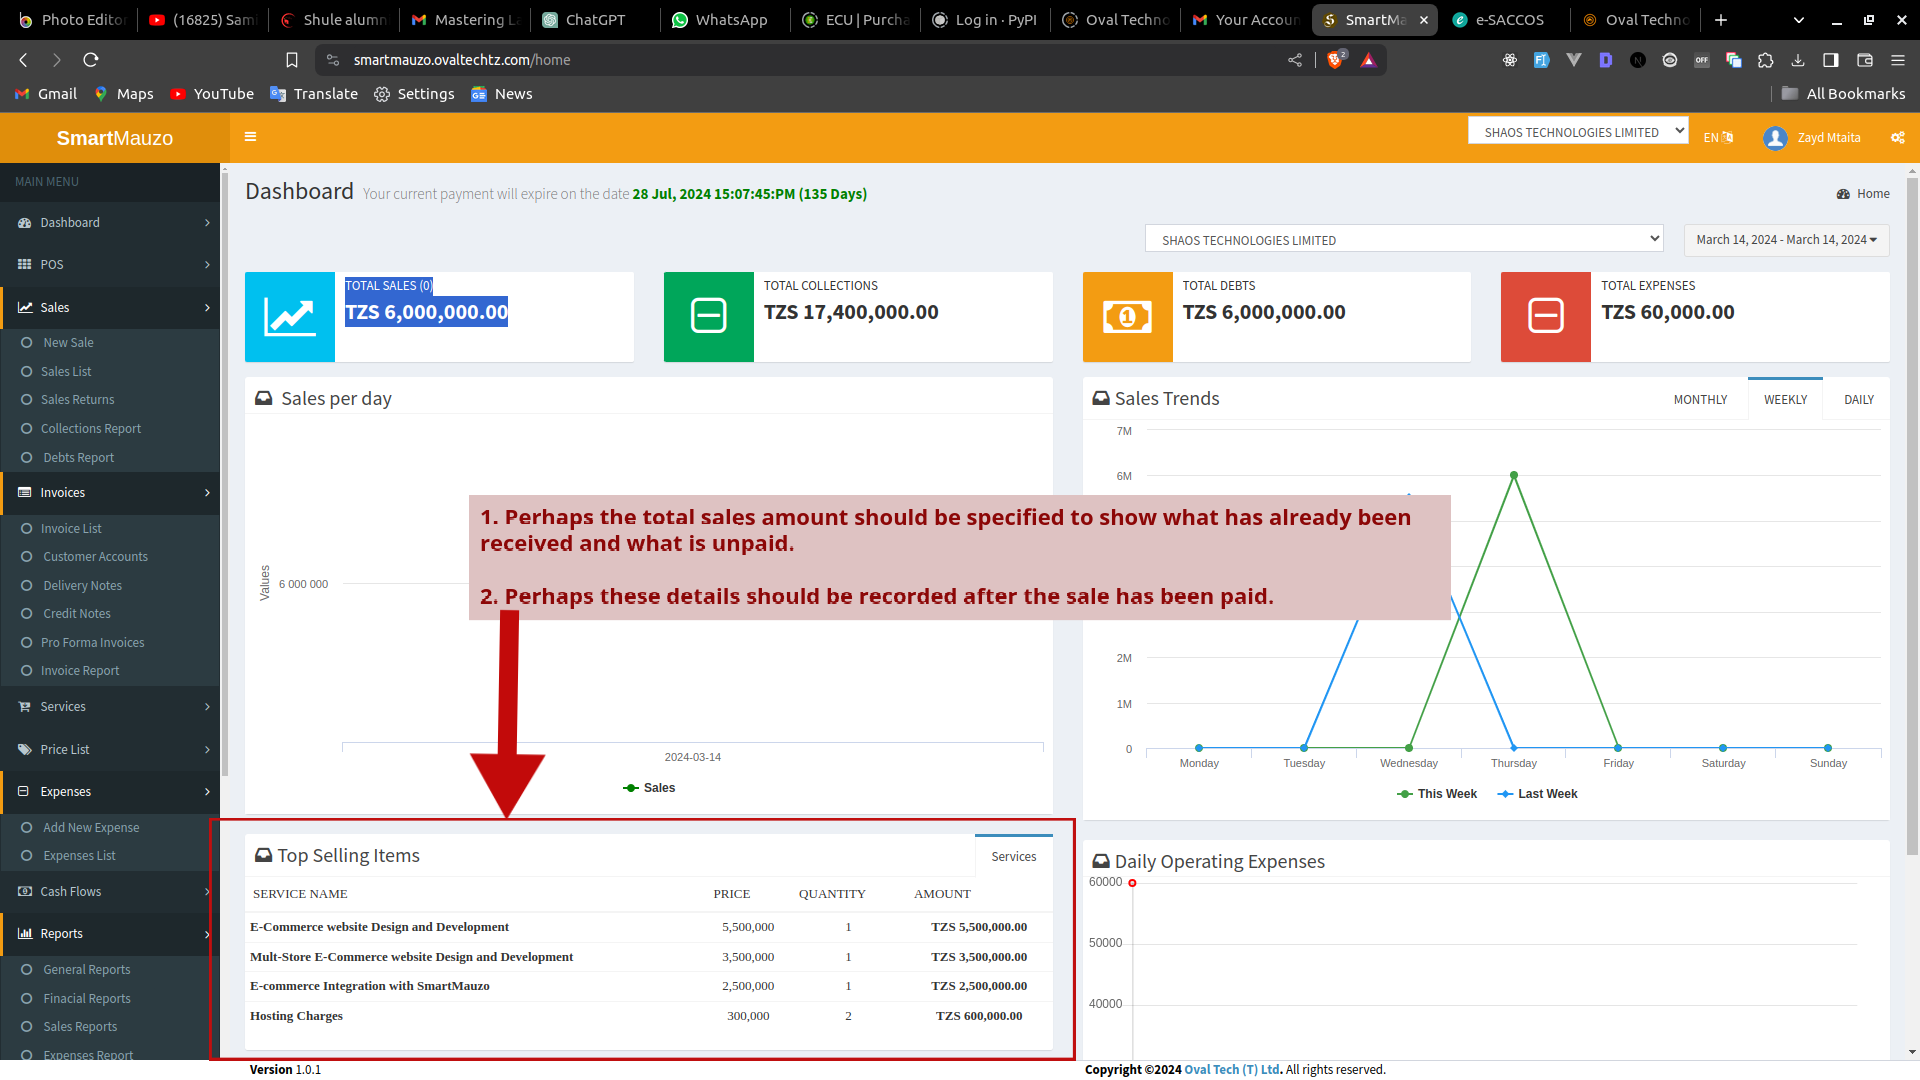 Photo Editor
(16825) Sami
Shule alumn
Mastering La
ChatGPT
WhatsApp
ECU | Purcha
Log in · PyPI
Oval Techno
Your Accoun
SmartMa
e-SACCOS
Oval Techno
smartmauzo.ovaltechtz.com/home
2
OFF
Gmail
Maps
YouTube
Translate
Settings
News
All Bookmarks
SmartMauzo
SHAOS TECHNOLOGIES LIMITED
EN
Zayd Mtaita
MAIN MENU
Dashboard
POS
Sales
New Sale
Sales List
Sales Returns
Collections Report
Debts Report
Invoices
Invoice List
Customer Accounts
Delivery Notes
Credit Notes
Pro Forma Invoices
Invoice Report
Services
Price List
Expenses
Add New Expense
Expenses List
Cash Flows
Reports
General Reports
Finacial Reports
Sales Reports
Expenses Report
Dashboard Your current payment will expire on the date 28 Jul, 2024 15:07:45:PM (135 Days)
Home
SHAOS TECHNOLOGIES LIMITED
March 14, 2024 - March 14, 2024
TOTAL SALES (0)
TZS 6,000,000.00
TOTAL COLLECTIONS
TZS 17,400,000.00
TOTAL DEBTS
TZS 6,000,000.00
TOTAL EXPENSES
TZS 60,000.00
Sales per day
Values
6 000 000
2024-03-14
Sales
Sales Trends
MONTHLY
WEEKLY
DAILY
7M
6M
2M
1M
0
Monday
Tuesday
Wednesday
Thursday
Friday
Saturday
Sunday
This Week
Last Week
1. Perhaps the total sales amount should be specified to show what has already been
received and what is unpaid.
2. Perhaps these details should be recorded after the sale has been paid.
Top Selling Items
Services
SERVICE NAME PRICE QUANTITY AMOUNT
E-Commerce website Design and Development 5,500,000 1 TZS 5,500,000.00
Mult-Store E-Commerce website Design and Development 3,500,000 1 TZS 3,500,000.00
E-commerce Integration with SmartMauzo 2,500,000 1 TZS 2,500,000.00
Hosting Charges 300,000 2 TZS 600,000.00
Daily Operating Expenses
60000
50000
40000
Version 1.0.1
Copyright ©2024 Oval Tech (T) Ltd. All rights reserved.